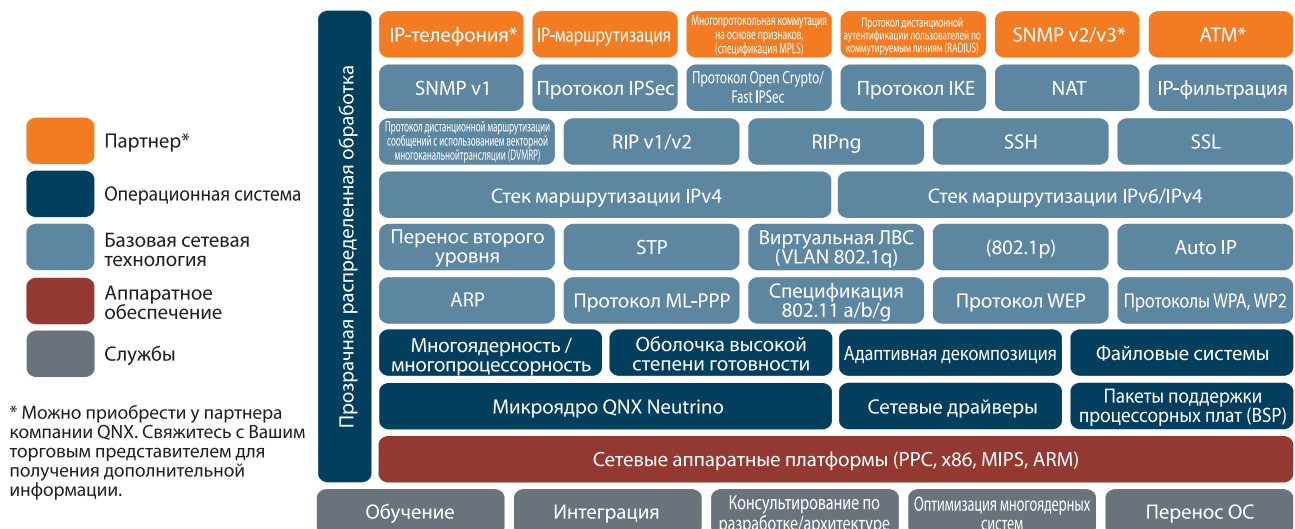 IP-телефония*
IP-маршрутизация
Многопротокольная коммутация
на основе признаков,
(спецификация MPLS)
Протокол дистанционной
аутентификации пользователей по
коммутируемым линиям (RADIUS)
SNMP v2/v3*
ATM*
SNMP v1
Протокол IPSec
Протокол Open Crypto/
Fast IPSec
Протокол IKE
NAT
IP-фильтрация
Протокол дистанционной маршрутизации
сообщений с использованием векторной
многоканальнойтрансляции (DVMRP)
RIP v1/v2
RIPng
SSH
SSL
Стек маршрутизации IPv4
Стек маршрутизации IPv6/IPv4
Перенос второго
уровня
STP
Виртуальная ЛВС
(VLAN 802.1q)
(802.1p)
Auto IP
ARP
Протокол ML-PPP
Спецификация
802.11 a/b/g
Протокол WEP
Протоколы WPA, WP2
Многоядерность /
многопроцессорность
Оболочка высокой
степени готовности
Адаптивная декомпозиция
Файловые системы
Микроядро QNX Neutrino
Сетевые драйверы
Пакеты поддержки
процессорных плат (BSP)
Сетевые аппаратные платформы (PPC, x86, MIPS, ARM)
Прозрачная распределенная обработка
Обучение
Интеграция
Консультирование по
разработке/архитектуре
Оптимизация многоядерных
систем
Перенос ОС
Партнер*
Операционная система
Базовая сетевая
технология
Аппаратное
обеспечение
Службы
* Можно приобрести у партнера
компании QNX. Свяжитесь с Вашим
торговым представителем для
получения дополнительной
информации.